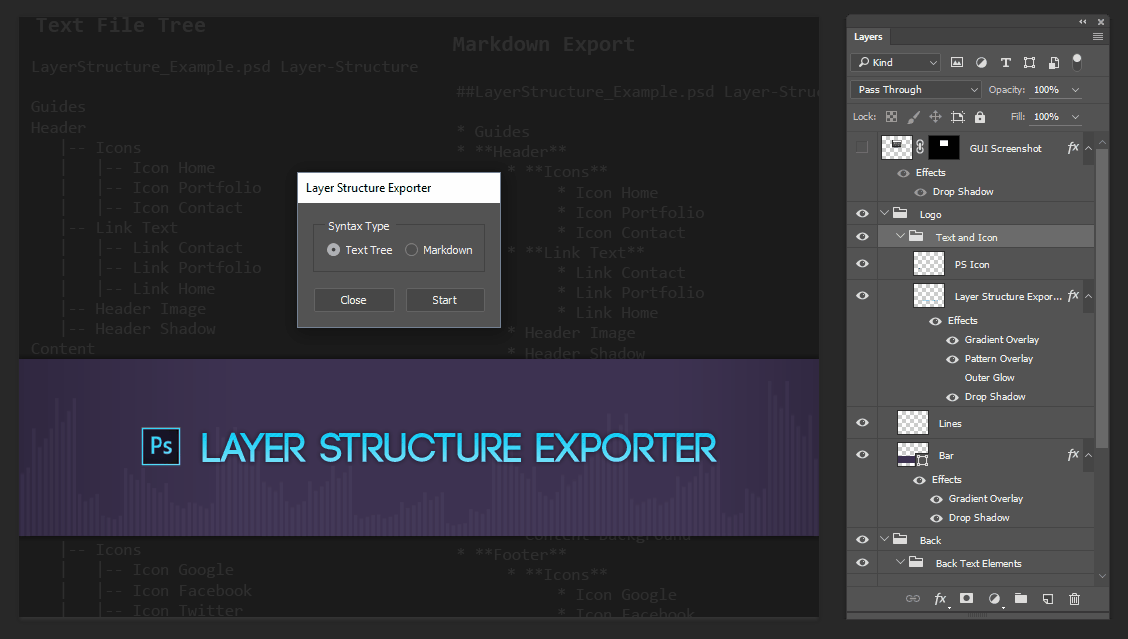 Text File Tree
LayerStructure_Example.psd Layer-Structure
Guides
Header
|-- Icons
| |-- Icon Home
| |-- Icon Portfolio
| |-- Icon Contact
|-- Link Text
| |-- Link Contact
| |-- Link Portfolio
| |-- Link Home
|-- Header Image
|-- Header Shadow
Content
Markdown Export
##LayerStructure_Example.psd Layer-Struc
* Guides
* **Header**
* **Icons**
* Icon Home
* Icon Portfolio
* Icon Contact
* **Link Text**
* Link Contact
* Link Portfolio
* Link Home
* Header Image
* Header Shadow
Layer Structure Exporter
Syntax Type
Text Tree
Markdown
Close
Start
Ps
LAYER STRUCTURE EXPORTER
|-- Icons
| |-- Icon Google
| |-- Icon Facebook
| |-- Icon Twitter
* **Footer**
* **Icons**
* Icon Google
* Icon Facebook
Layers
Kind
Pass Through
Opacity: 100%
Lock:
Fill: 100%
GUI Screenshot fx
Effects
Drop Shadow
Logo
Text and Icon
PS Icon
Layer Structure Expor... fx
Effects
Gradient Overlay
Pattern Overlay
Outer Glow
Drop Shadow
Lines
Bar fx
Effects
Gradient Overlay
Drop Shadow
Back
Back Text Elements
fx